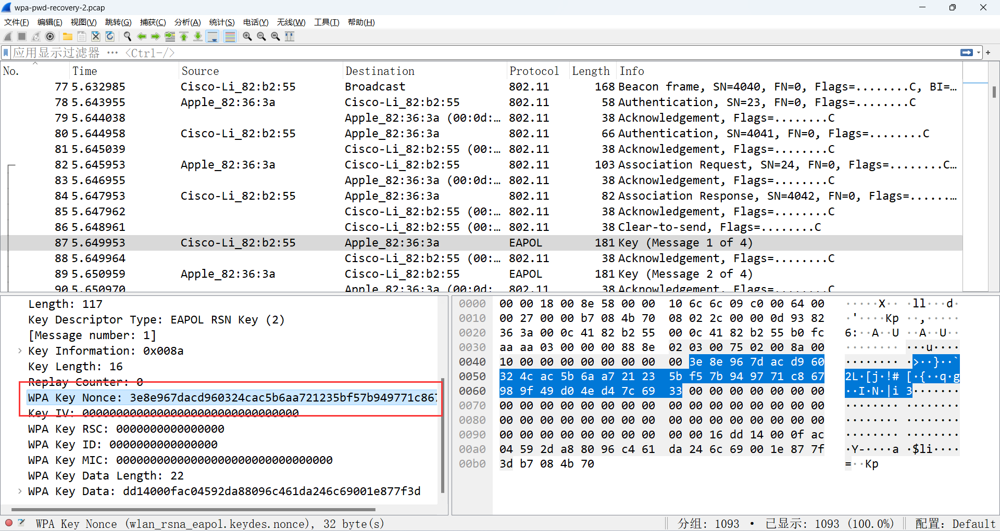 wpa-pwd-recovery-2.pcap
文件(F) 编辑(E) 视图(V) 跳转(G) 捕获(C) 分析(A) 统计(S) 电话(Y) 无线(W) 工具(T) 帮助(H)
应用显示过滤器 … <Ctrl-/>
No. Time Source Destination Protocol Length Info
77 5.632985 Cisco-Li_82:b2:55 Broadcast 802.11 168 Beacon frame, SN=4040, FN=0, Flags=........C, BI=…
78 5.643955 Apple_82:36:3a Cisco-Li_82:b2:55 802.11 58 Authentication, SN=23, FN=0, Flags=........C
79 5.644038 Apple_82:36:3a (00:0d:… 802.11 38 Acknowledgement, Flags=........C
80 5.644958 Cisco-Li_82:b2:55 Apple_82:36:3a 802.11 66 Authentication, SN=4041, FN=0, Flags=........C
81 5.645039 Cisco-Li_82:b2:55 (00:… 802.11 38 Acknowledgement, Flags=........C
82 5.645953 Apple_82:36:3a Cisco-Li_82:b2:55 802.11 103 Association Request, SN=24, FN=0, Flags=........C…
83 5.646955 Apple_82:36:3a (00:0d:… 802.11 38 Acknowledgement, Flags=........C
84 5.647953 Cisco-Li_82:b2:55 Apple_82:36:3a 802.11 82 Association Response, SN=4042, FN=0, Flags=......…
85 5.647962 Cisco-Li_82:b2:55 (00:… 802.11 38 Acknowledgement, Flags=........C
86 5.648961 Cisco-Li_82:b2:55 (00:… 802.11 38 Clear-to-send, Flags=........C
87 5.649953 Cisco-Li_82:b2:55 Apple_82:36:3a EAPOL 181 Key (Message 1 of 4)
88 5.649964 Cisco-Li_82:b2:55 (00:… 802.11 38 Acknowledgement, Flags=........C
89 5.650959 Apple_82:36:3a Cisco-Li_82:b2:55 EAPOL 181 Key (Message 2 of 4)
90 5.650970 Apple_82:36:3a (00:0d: 802.11 38 Acknowledgement, Flags=........C
Length: 117
Key Descriptor Type: EAPOL RSN Key (2)
[Message number: 1]
Key Information: 0x008a
Key Length: 16
Replay Counter: 0
WPA Key Nonce: 3e8e967dacd960324cac5b6aa721235bf57b949771c867
Key IV: 00000000000000000000000000000000
WPA Key RSC: 0000000000000000
WPA Key ID: 0000000000000000
WPA Key MIC: 00000000000000000000000000000000
WPA Key Data Length: 22
WPA Key Data: dd14000fac04592da88096c461da246c69001e877f3d
0000 00 00 18 00 8e 58 00 00 10 6c 6c 09 c0 00 64 00 ·····X·· ·ll···d·
0010 00 27 00 00 b7 08 4b 70 08 02 2c 00 00 0d 93 82 ·'····Kp ··,·····
0020 36 3a 00 0c 41 82 b2 55 00 0c 41 82 b2 55 b0 fc 6:··A··U ··A··U··
0030 aa aa 03 00 00 00 88 8e 02 03 00 75 02 00 8a 00 ········ ···u····
0040 10 00 00 00 00 00 00 00 00 3e 8e 96 7d ac d9 60 ········ ·>··}··`
0050 32 4c ac 5b 6a a7 21 23 5b f5 7b 94 97 71 c8 67 2L·[j·!# [·{··q·g
0060 98 9f 49 d0 4e d4 7c 69 33 00 00 00 00 00 00 00 ··I·N·|i 3·······
0070 00 00 00 00 00 00 00 00 00 00 00 00 00 00 00 00 ········ ········
0080 00 00 00 00 00 00 00 00 00 00 00 00 00 00 00 00 ········ ········
0090 00 00 00 00 00 00 00 00 00 00 16 dd 14 00 0f ac ········ ········
00a0 04 59 2d a8 80 96 c4 61 da 24 6c 69 00 1e 87 7f ·Y-····a ·$li····
00b0 3d b7 08 4b 70 =··Kp
WPA Key Nonce (wlan_rsna_eapol.keydes.nonce), 32 byte(s) 分组: 1093 · 已显示: 1093 (100.0%) 配置: Default